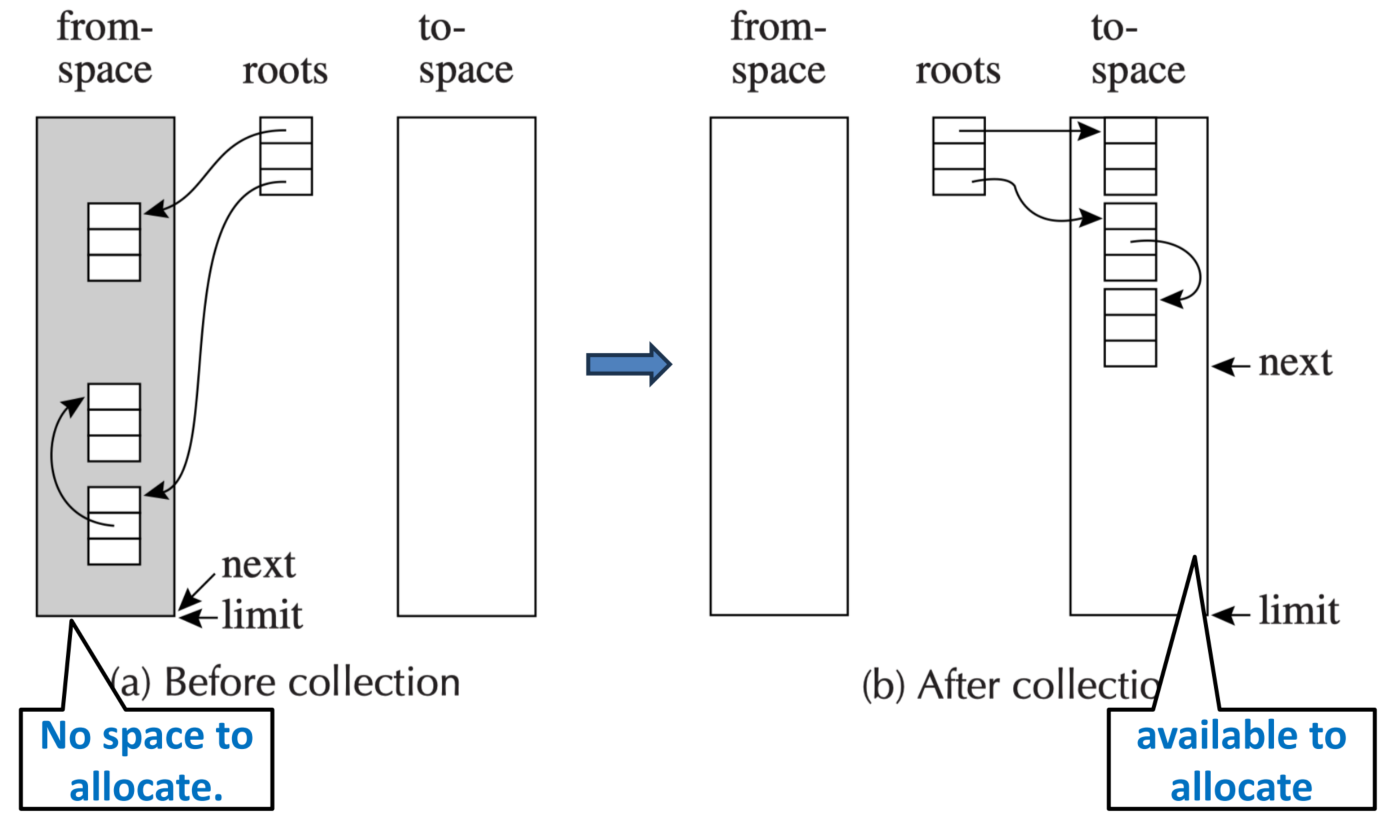 from-
space
roots
to-
space
next
limit
(a) Before collection
No space to
allocate.
from-
space
roots
to-
space
next
limit
(b) After collectio
available to
allocate